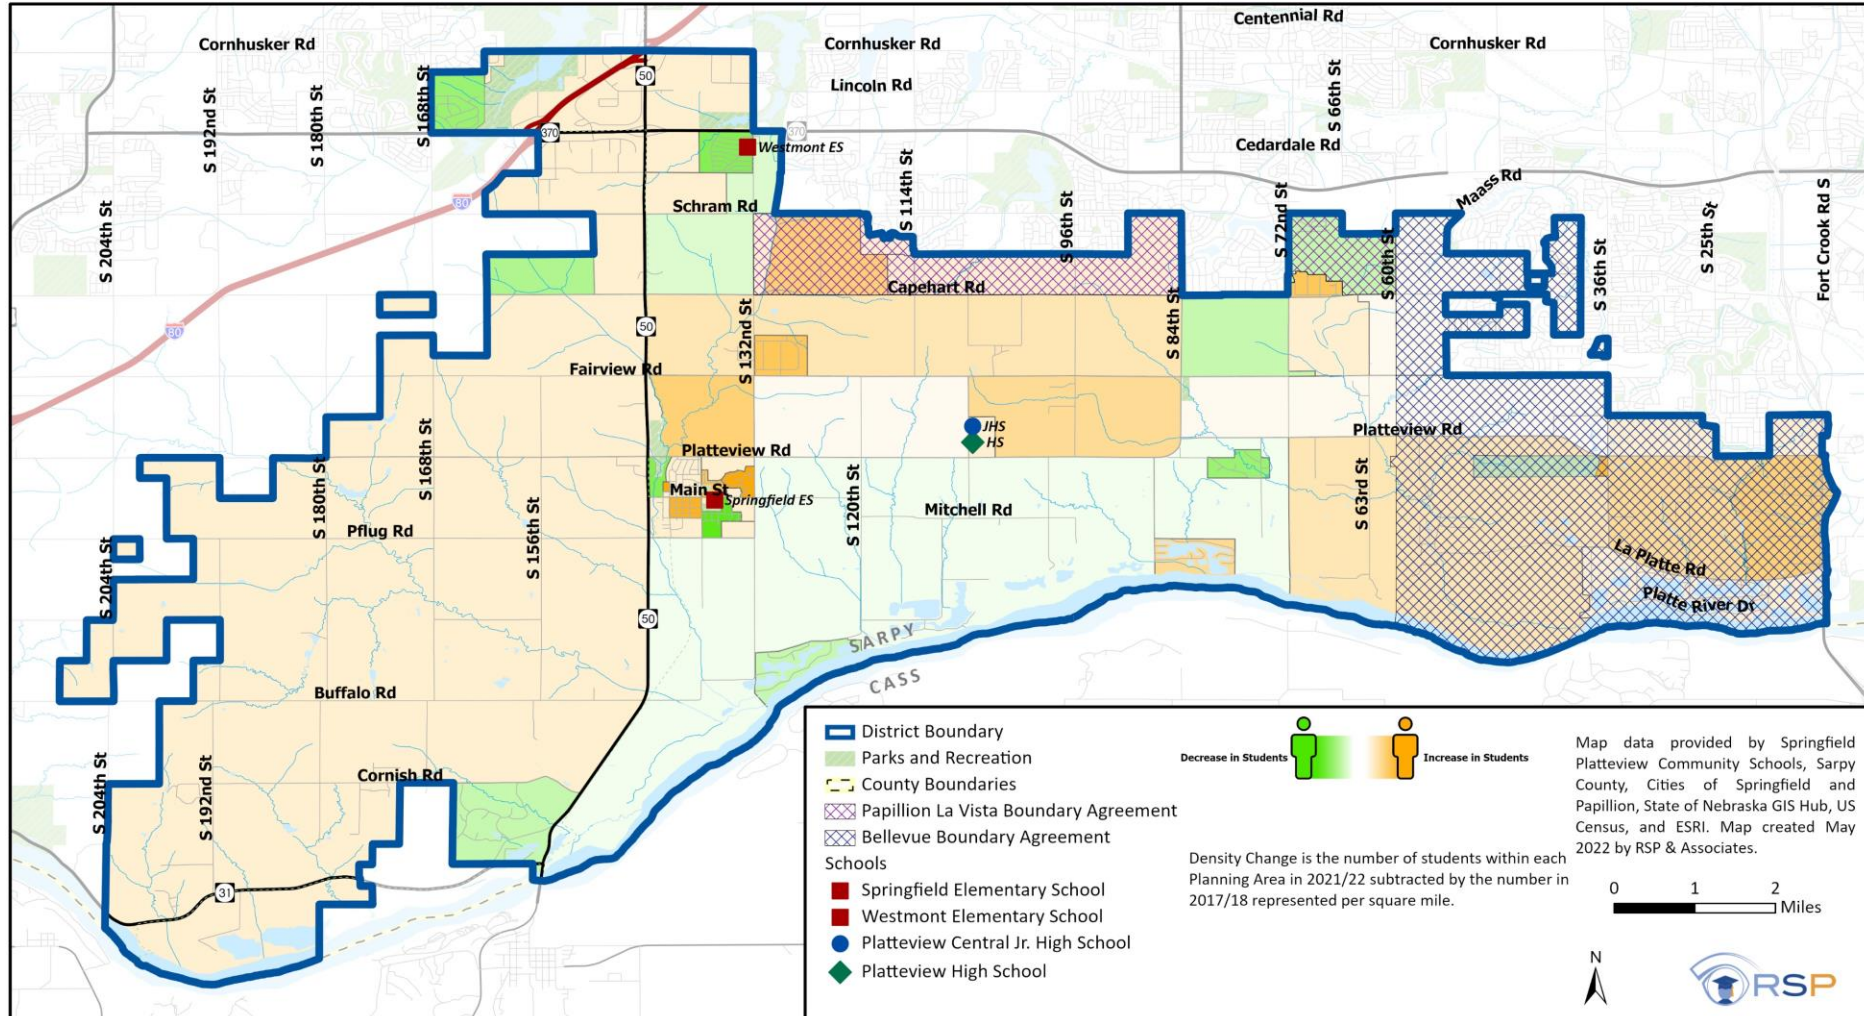 Centennial Rd
Cornhusker Rd
Cornhusker Rd
Cornhusker Rd
Lincoln Rd
50
S 168th St
S 192nd St
S 180th St
S 66th St
370
370
Cedardale Rd
Westmont ES
S 114th St
Maass Rd
80
Schram Rd
S 204th St
S 96th St
S 72nd St
S 60th St
S 25th St
Fort Crook Rd S
S 36th St
Capehart Rd
80
50
S 132nd St
S 84th St
Fairview Rd
JHS
HS
Platteview Rd
Platteview Rd
S 168th St
S 180th St
Main St
Springfield ES
S 120th St
S 63rd St
Mitchell Rd
Pflug Rd
S 156th St
S 204th St
La Platte Rd
Platte River Dr
50
SARPY
CASS
Buffalo Rd
Cornish Rd
S 204th St
S 192nd St
31
District Boundary
Parks and Recreation
County Boundaries
Papillion La Vista Boundary Agreement
Bellevue Boundary Agreement
Schools
Springfield Elementary School
Westmont Elementary School
Platteview Central Jr. High School
Platteview High School
Decrease in Students
Increase in Students
Density Change is the number of students within each
Planning Area in 2021/22 subtracted by the number in
2017/18 represented per square mile.
Map data provided by Springfield
Platteview Community Schools, Sarpy
County, Cities of Springfield and
Papillion, State of Nebraska GIS Hub, US
Census, and ESRI. Map created May
2022 by RSP & Associates.
0 1 2
Miles
N
RSP